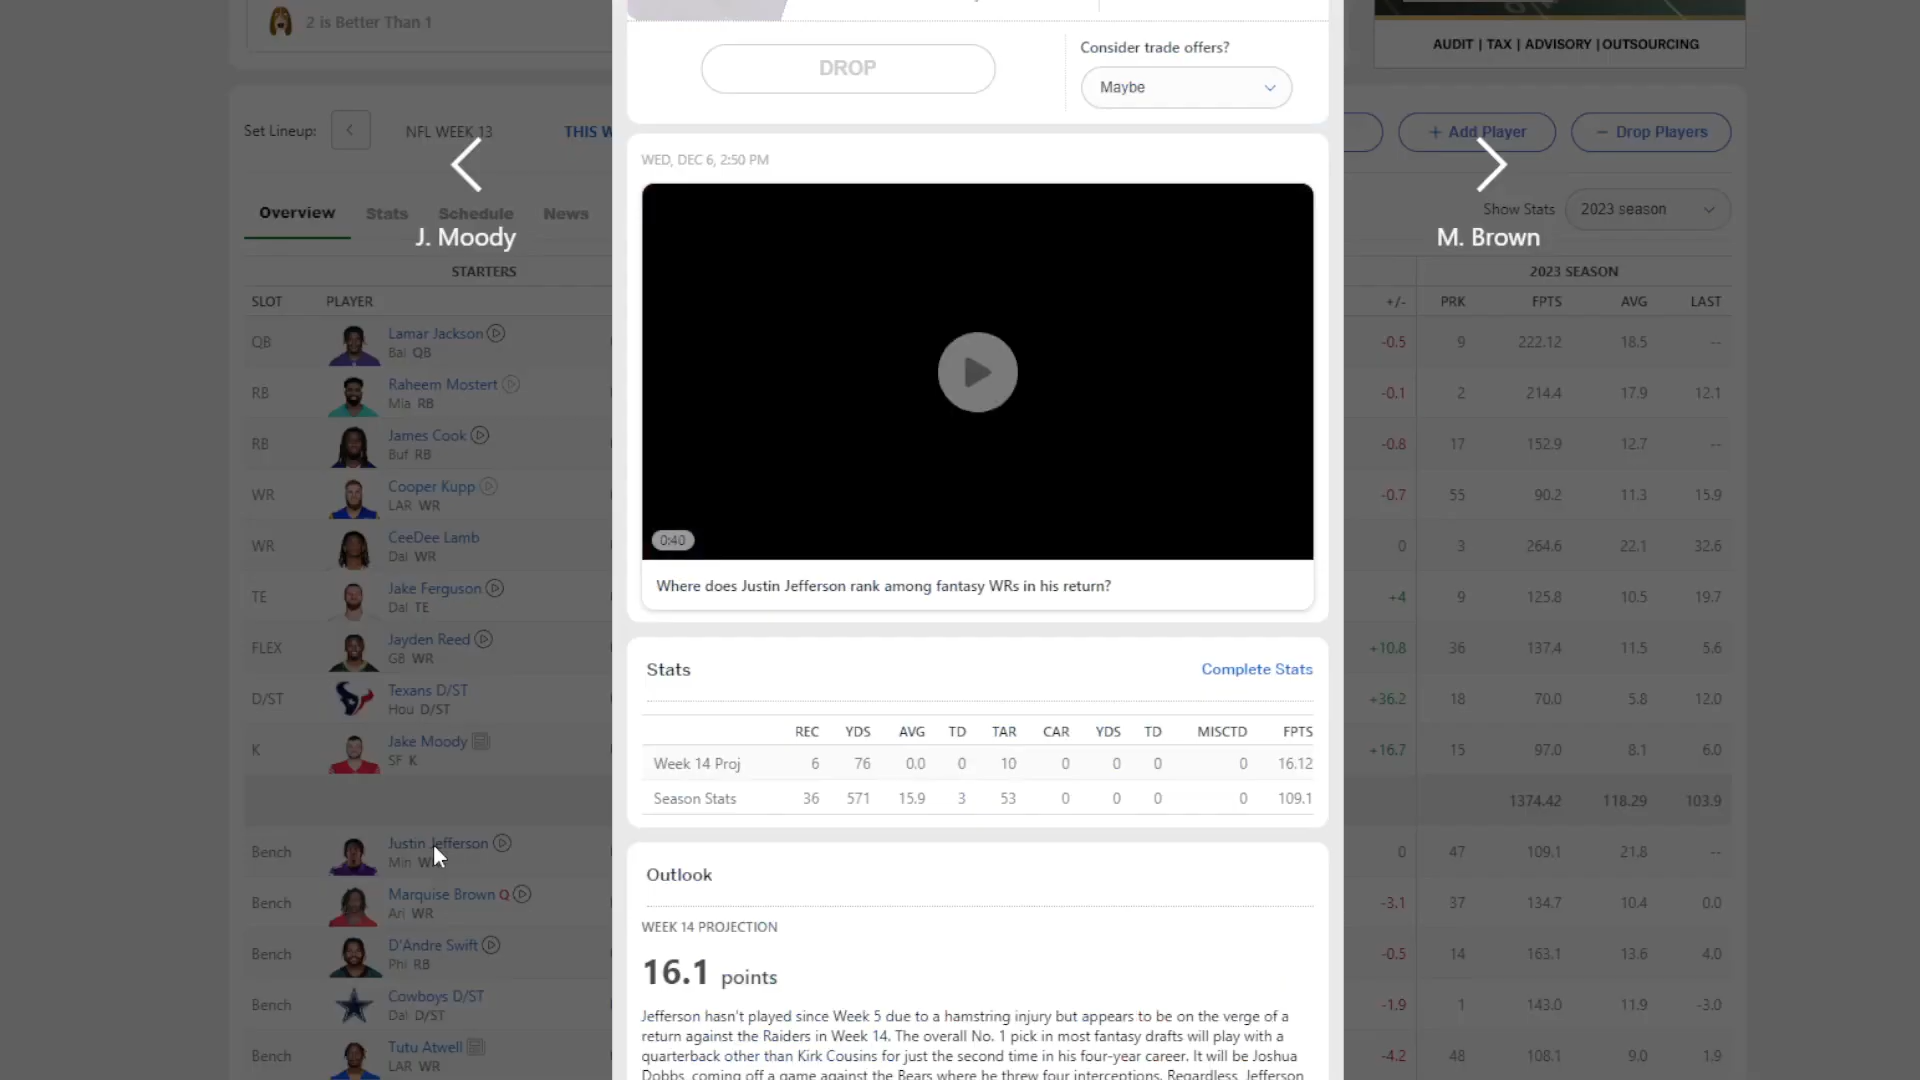 2 is Better Than 1
AUDIT | TAX | ADVISORY | OUTSOURCING
DROP
Consider trade offers?
Maybe
Set Lineup:
NFL WEEK 13
THIS W
+ Add Player
− Drop Players
J. Moody
M. Brown
Overview
Stats
Schedule
News
Show Stats
2023 season
WED, DEC 6, 2:50 PM
0:40
Where does Justin Jefferson rank among fantasy WRs in his return?
STARTERS
2023 SEASON
SLOT PLAYER +/- PRK FPTS AVG LAST
QB Lamar Jackson -0.5 9 222.12 18.5 --
Bal QB
RB Raheem Mostert -0.1 2 214.4 17.9 12.1
Mia RB
RB James Cook -0.8 17 152.9 12.7 --
Buf RB
WR Cooper Kupp -0.7 55 90.2 11.3 15.9
LAR WR
WR CeeDee Lamb 0 3 264.6 22.1 32.6
Dal WR
TE Jake Ferguson +4 9 125.8 10.5 19.7
Dal TE
FLEX Jayden Reed +10.8 36 137.4 11.5 5.6
GB WR
D/ST Texans D/ST +36.2 18 70.0 5.8 12.0
Hou D/ST
K Jake Moody +16.7 15 97.0 8.1 6.0
SF K
1374.42 118.29 103.9
Bench Justin Jefferson 0 47 109.1 21.8 --
Min W
Bench Marquise Brown Q -3.1 37 134.7 10.4 0.0
Ari WR
Bench D'Andre Swift -0.5 14 163.1 13.6 4.0
Phi RB
Bench Cowboys D/ST -1.9 1 143.0 11.9 -3.0
Dal D/ST
Bench Tutu Atwell -4.2 48 108.1 9.0 1.9
LAR WR
Stats
Complete Stats
REC YDS AVG TD TAR CAR YDS TD MISCTD FPTS
Week 14 Proj 6 76 0.0 0 10 0 0 0 0 16.12
Season Stats 36 571 15.9 3 53 0 0 0 0 109.1
Outlook
WEEK 14 PROJECTION
16.1 points
Jefferson hasn't played since Week 5 due to a hamstring injury but appears to be on the verge of a
return against the Raiders in Week 14. The overall No. 1 pick in most fantasy drafts will play with a
quarterback other than Kirk Cousins for just the second time in his four-year career. It will be Joshua
Dobbs, coming off a game against the Bears where he threw four interceptions. Regardless, Jefferson